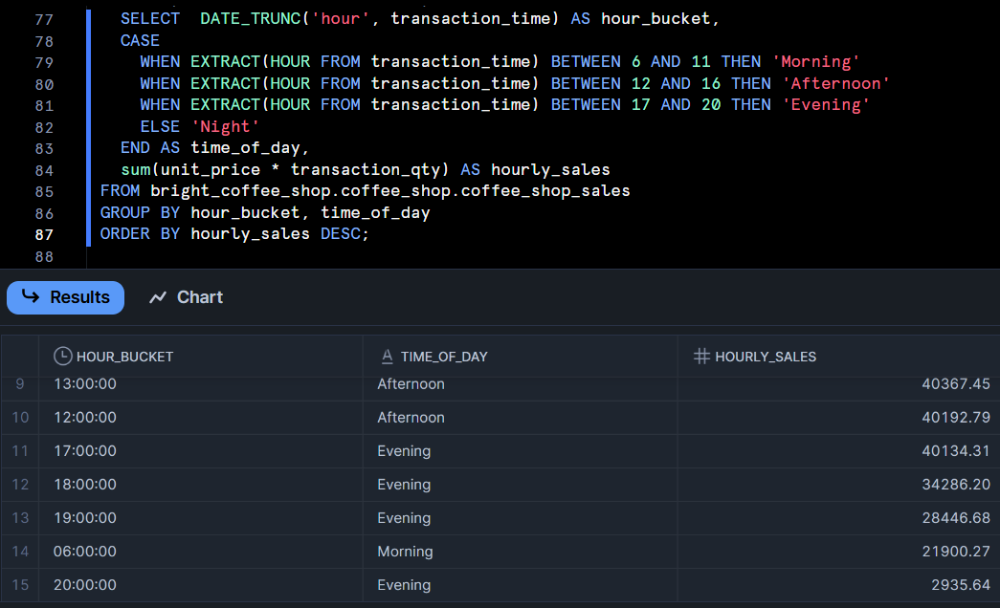 77 SELECT  DATE_TRUNC('hour', transaction_time) AS hour_bucket,
78 CASE
79 WHEN EXTRACT(HOUR FROM transaction_time) BETWEEN 6 AND 11 THEN 'Morning'
80 WHEN EXTRACT(HOUR FROM transaction_time) BETWEEN 12 AND 16 THEN 'Afternoon'
81 WHEN EXTRACT(HOUR FROM transaction_time) BETWEEN 17 AND 20 THEN 'Evening'
82 ELSE 'Night'
83 END AS time_of_day,
84 sum(unit_price * transaction_qty) AS hourly_sales
85 FROM bright_coffee_shop.coffee_shop.coffee_shop_sales
86 GROUP BY hour_bucket, time_of_day
87 ORDER BY hourly_sales DESC;
88
Results Chart
HOUR_BUCKET A TIME_OF_DAY # HOURLY_SALES
9 13:00:00 Afternoon 40367.45
10 12:00:00 Afternoon 40192.79
11 17:00:00 Evening 40134.31
12 18:00:00 Evening 34286.20
13 19:00:00 Evening 28446.68
14 06:00:00 Morning 21900.27
15 20:00:00 Evening 2935.64